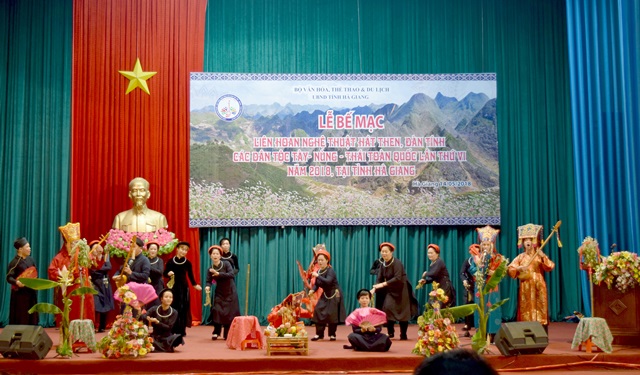 BỘ VĂN HÓA, THỂ THAO & DU LỊCH
UBND TỈNH HÀ GIANG
LỄ BẾ MẠC
LIÊN HOAN NGHỆ THUẬT HÁT THEN, ĐÀN TÍNH
CÁC DÂN TỘC TÀY - NÙNG - THÁI TOÀN QUỐC LẦN THỨ VI
NĂM 2018, TẠI TỈNH HÀ GIANG